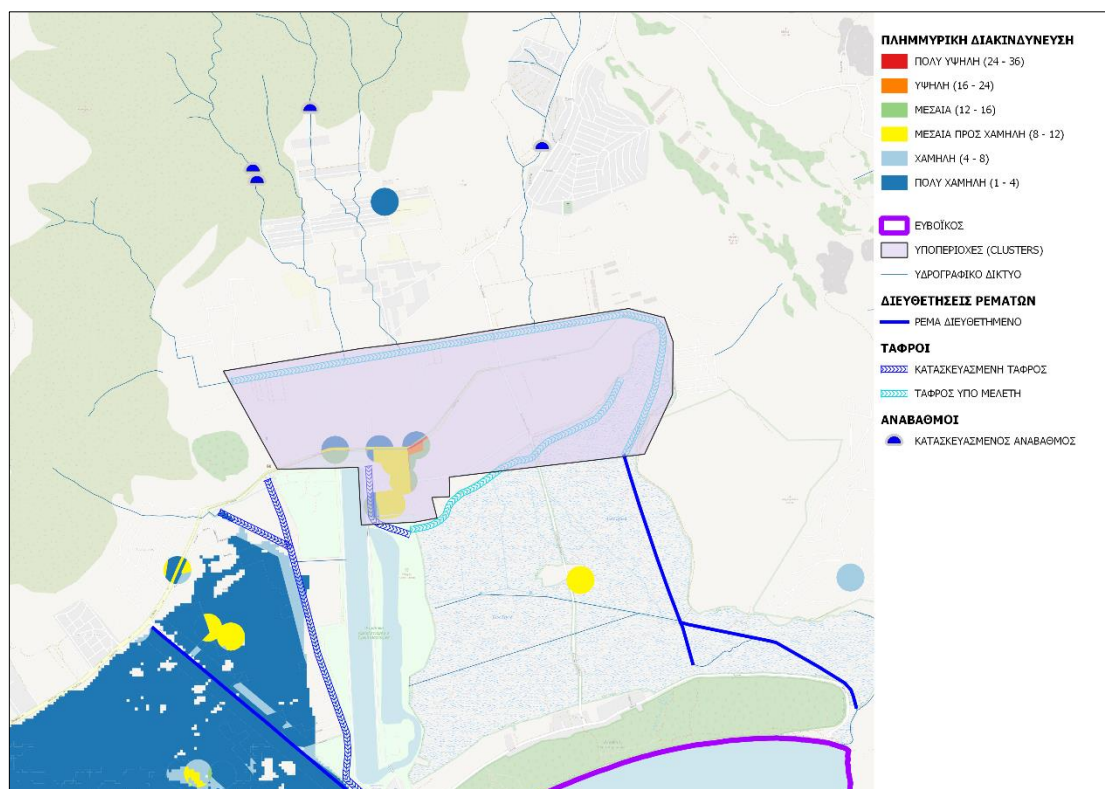 ΠΛΗΜΜΥΡΙΚΗ ΔΙΑΚΙΝΔΥΝΕΥΣΗ
ΠΟΛΥ ΥΨΗΛΗ (24 - 36)
ΥΨΗΛΗ (16 - 24)
ΜΕΣΑΙΑ (12 - 16)
ΜΕΣΑΙΑ ΠΡΟΣ ΧΑΜΗΛΗ (8 - 12)
ΧΑΜΗΛΗ (4 - 8)
ΠΟΛΥ ΧΑΜΗΛΗ (1 - 4)
ΕΥΒΟΪΚΟΣ
ΥΠΟΠΕΡΙΟΧΕΣ (CLUSTERS)
ΥΔΡΟΓΡΑΦΙΚΟ ΔΙΚΤΥΟ
ΔΙΕΥΘΕΤΗΣΕΙΣ ΡΕΜΑΤΩΝ
ΡΕΜΑ ΔΙΕΥΘΕΤΗΜΕΝΟ
ΤΑΦΡΟΙ
ΚΑΤΑΣΚΕΥΑΣΜΕΝΗ ΤΑΦΡΟΣ
ΤΑΦΡΟΣ ΥΠΟ ΜΕΛΕΤΗ
ΑΝΑΒΑΘΜΟΙ
ΚΑΤΑΣΚΕΥΑΣΜΕΝΟΣ ΑΝΑΒΑΘΜΟΣ